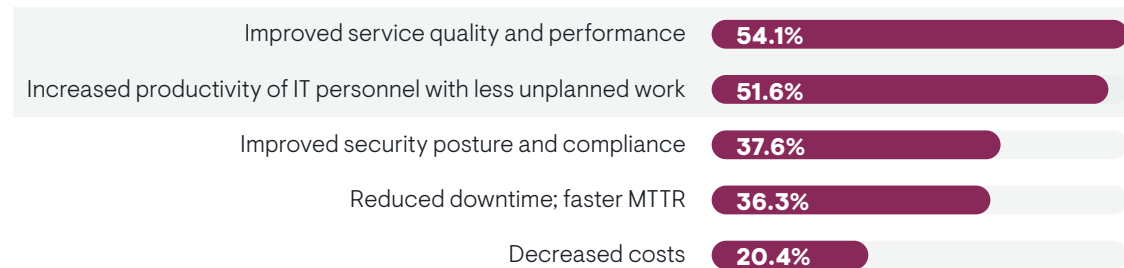 Improved service quality and performance 54.1%
Increased productivity of IT personnel with less unplanned work 51.6%
Improved security posture and compliance 37.6%
Reduced downtime; faster MTTR 36.3%
Decreased costs 20.4%